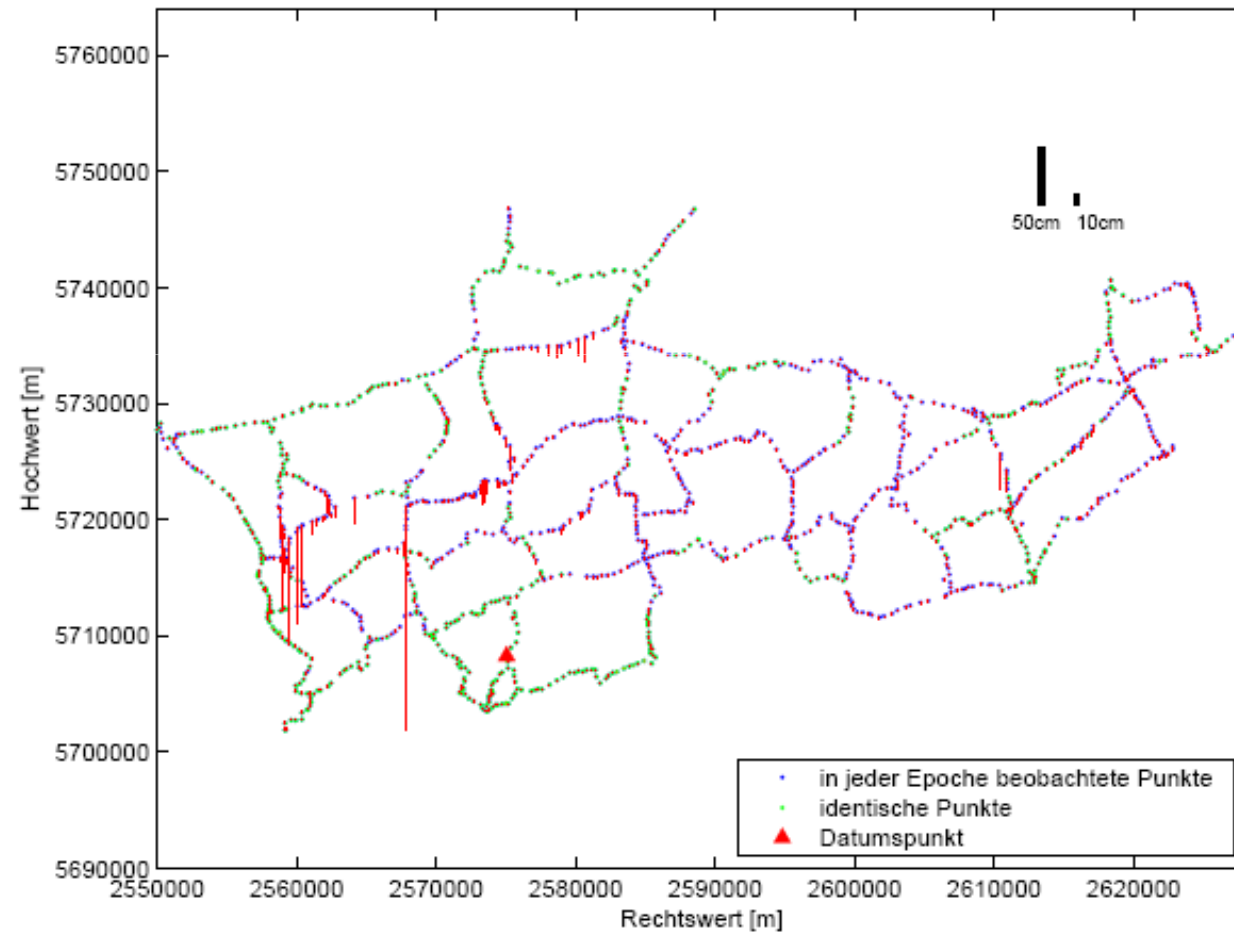 5760000
5750000
5740000
5730000
5720000
5710000
5700000
5690000
Hochwert [m]
50cm 10cm
in jeder Epoche beobachtete Punkte
identische Punkte
Datumspunkt
2550000 2560000 2570000 2580000 2590000 2600000 2610000 2620000
Rechtswert [m]